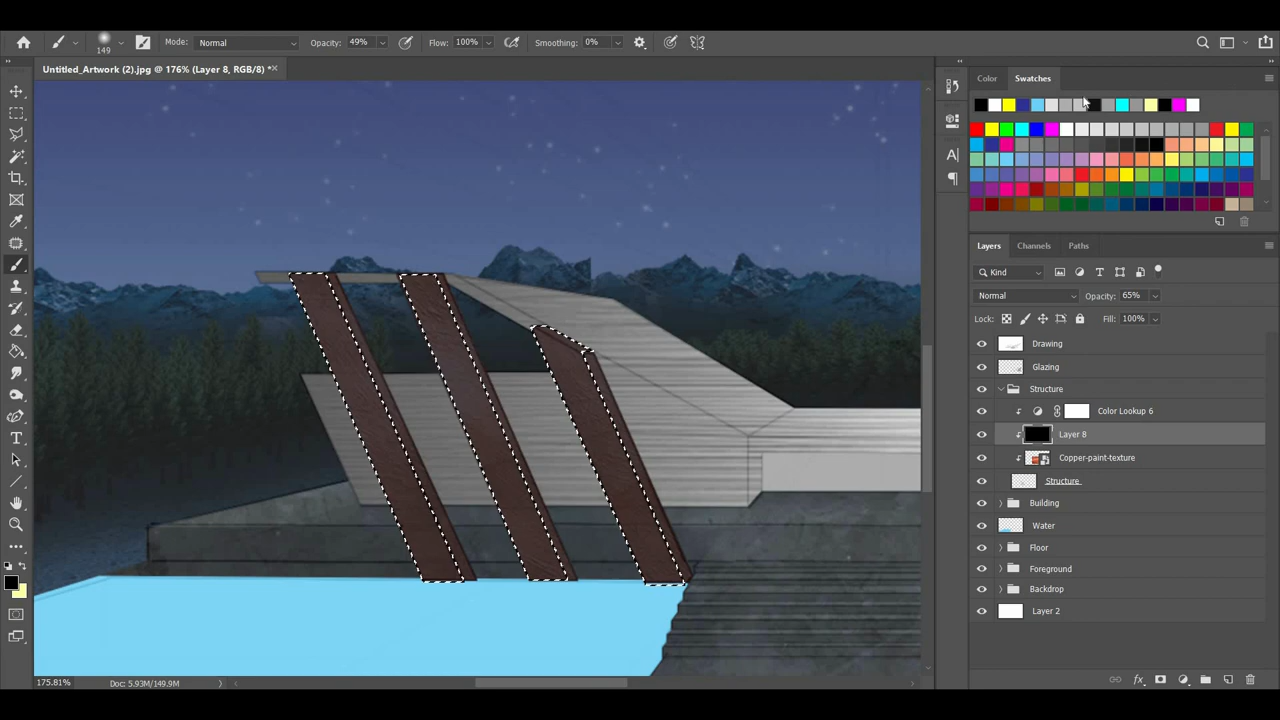 Mode: Normal Opacity: 49% Flow: 100% Smoothing: 0%
149
Untitled_Artwork (2).jpg @ 176% (Layer 8, RGB/8) *
Color Swatches
Layers Channels Paths
Kind
Normal Opacity: 65%
Lock: Fill: 100%
Drawing
Glazing
Structure
Color Lookup 6
Layer 8
Copper-paint-texture
Structure
Building
Water
Floor
Foreground
Backdrop
Layer 2
175.81% Doc: 5.93M/149.9M